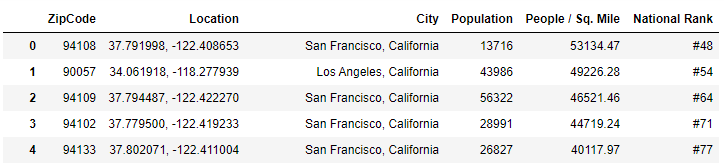 ZipCode Location City Population People / Sq. Mile National Rank
0 94108 37.791998, -122.408653 San Francisco, California 13716 53134.47 #48
1 90057 34.061918, -118.277939 Los Angeles, California 43986 49226.28 #54
2 94109 37.794487, -122.422270 San Francisco, California 56322 46521.46 #64
3 94102 37.779500, -122.419233 San Francisco, California 28991 44719.24 #71
4 94133 37.802071, -122.411004 San Francisco, California 26827 40117.97 #77